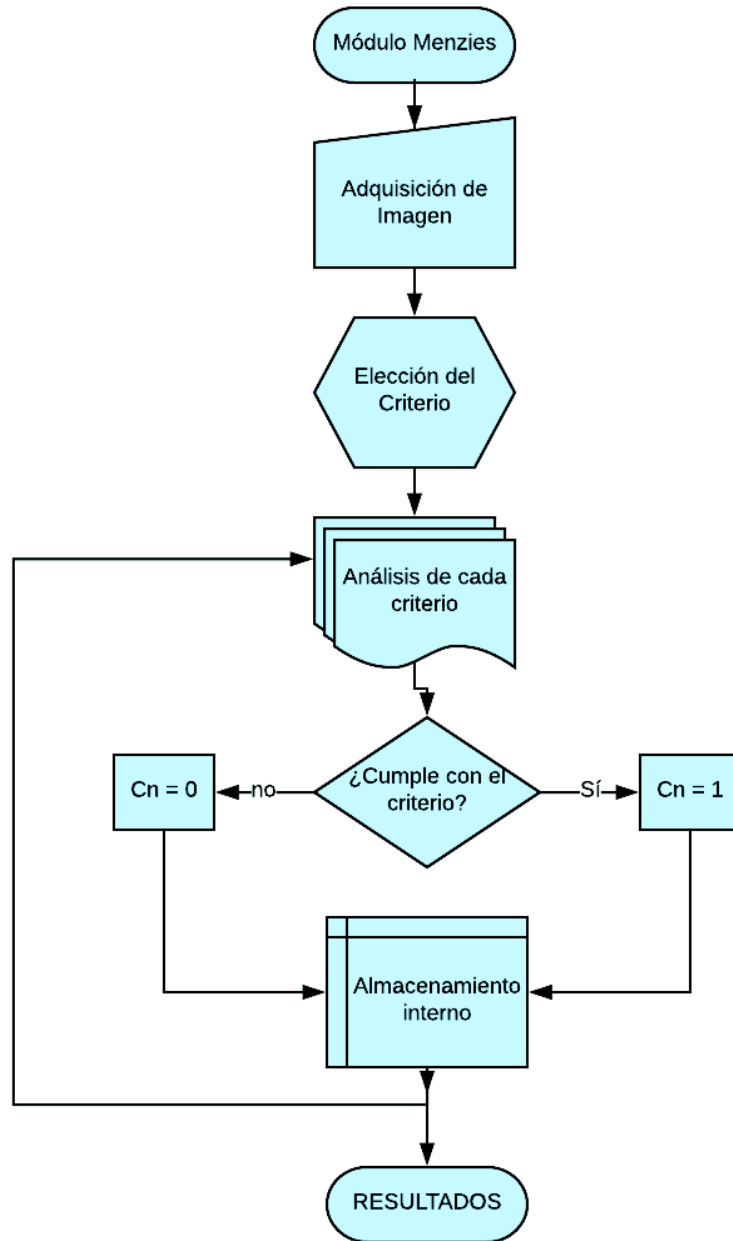 Módulo Menzies
Adquisición de
Imagen
Elección del
Criterio
Análisis de cada
criterio
¿Cumple con el
criterio?
no
Sí
Cn = 0
Cn = 1
Almacenamiento
interno
RESULTADOS